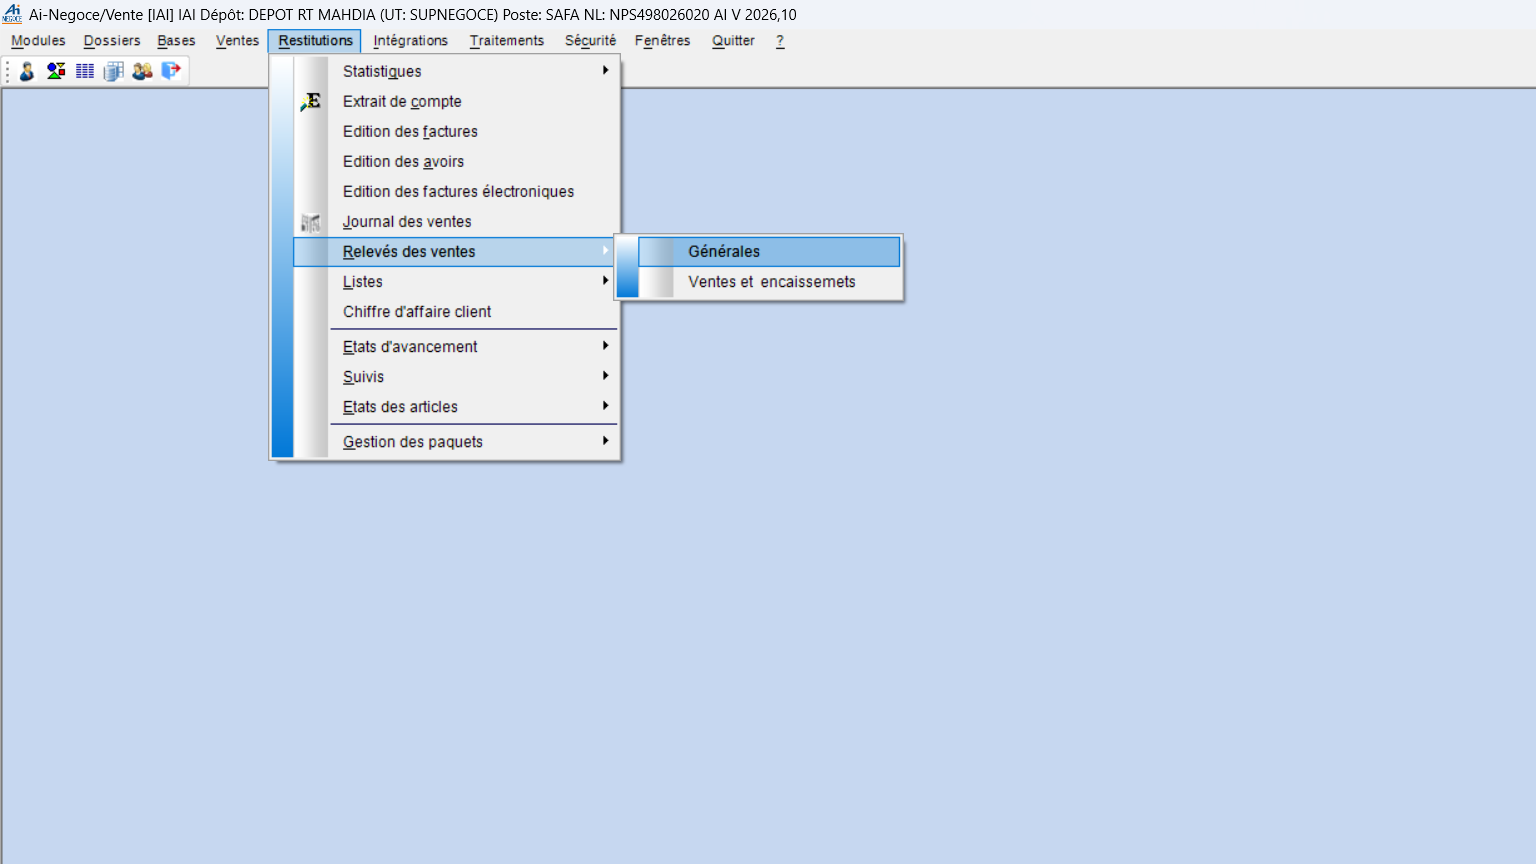 Ai-Negoce/Vente [IAI] IAI Dépôt: DEPOT RT MAHDIA (UT: SUPNEGOCE) Poste: SAFA NL: NPS498026020 AI V 2026,10
Modules Dossiers Bases Ventes Restitutions Intégrations Traitements Sécurité Fenêtres Quitter ?
Statistiques
Extrait de compte
Edition des factures
Edition des avoirs
Edition des factures électroniques
Journal des ventes
Relevés des ventes
Générales
Listes
Ventes et encaissemets
Chiffre d'affaire client
Etats d'avancement
Suivis
Etats des articles
Gestion des paquets